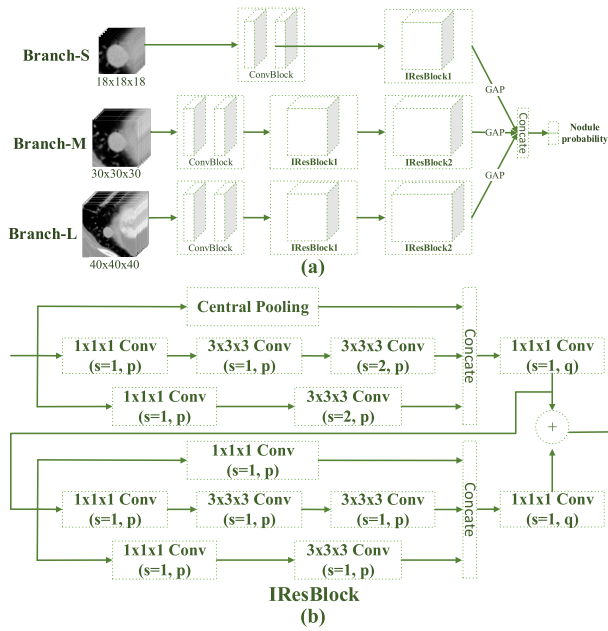 Branch-S
18x18x18
ConvBlock
IResBlock1
GAP
Branch-M
30x30x30
ConvBlock
IResBlock1
IResBlock2
GAP
Concate
Nodule
probability
GAP
Branch-L
40x40x40
ConvBlock
IResBlock1
IResBlock2
(a)
Central Pooling
1x1x1 Conv
(s=1, p)
3x3x3 Conv
(s=1, p)
3x3x3 Conv
(s=2, p)
1x1x1 Conv
(s=1, p)
3x3x3 Conv
(s=2, p)
Concate
1x1x1 Conv
(s=1, q)
+
1x1x1 Conv
(s=1, p)
1x1x1 Conv
(s=1, p)
3x3x3 Conv
(s=1, p)
3x3x3 Conv
(s=1, p)
1x1x1 Conv
(s=1, p)
3x3x3 Conv
(s=1, p)
Concate
1x1x1 Conv
(s=1, q)
IResBlock
(b)